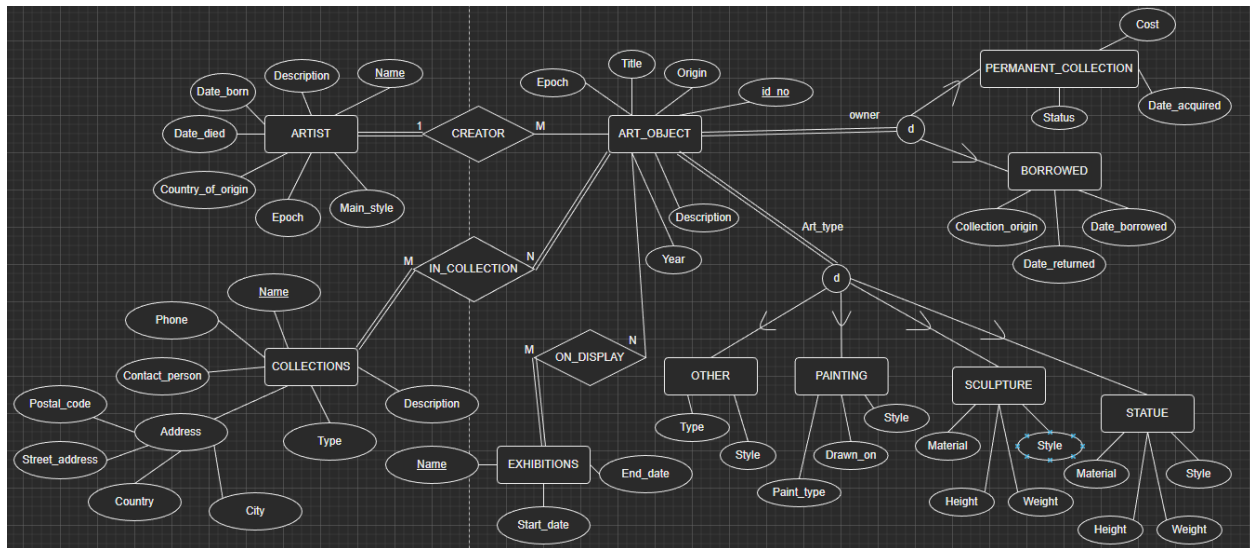 Cost
PERMANENT_COLLECTION
Date_acquired
Status
Title
Epoch
Origin
id_no
Description
Name
Date_born
Date_died
ARTIST
1
CREATOR
M
ART_OBJECT
owner
d
BORROWED
Collection_origin
Date_borrowed
Date_returned
Country_of_origin
Epoch
Main_style
Description
Year
Art_type
M
IN_COLLECTION
N
d
Name
Phone
COLLECTIONS
Contact_person
Postal_code
Address
Street_address
Country
City
Type
Description
M
ON_DISPLAY
N
Name
EXHIBITIONS
End_date
Start_date
OTHER
Type
Style
PAINTING
Style
Drawn_on
Paint_type
SCULPTURE
Material
Style
Height
Weight
STATUE
Material
Style
Height
Weight